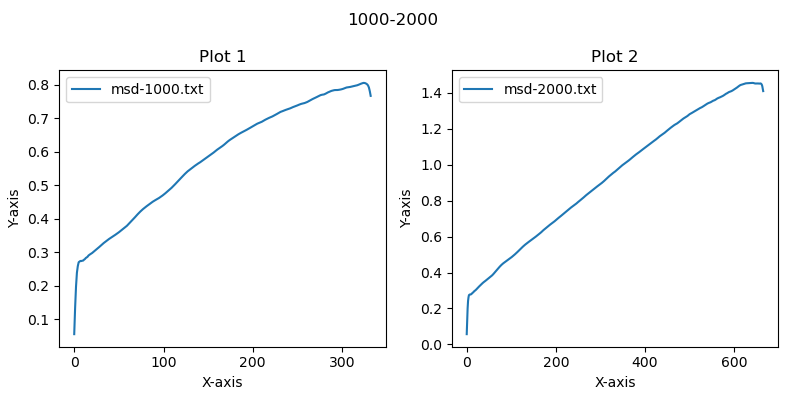 1000-2000
Plot 1
msd-1000.txt
0.8
0.7
0.6
0.5
0.4
0.3
0.2
0.1
Y-axis
0 100 200 300
X-axis
Plot 2
msd-2000.txt
1.4
1.2
1.0
0.8
0.6
0.4
0.2
0.0
Y-axis
0 200 400 600
X-axis